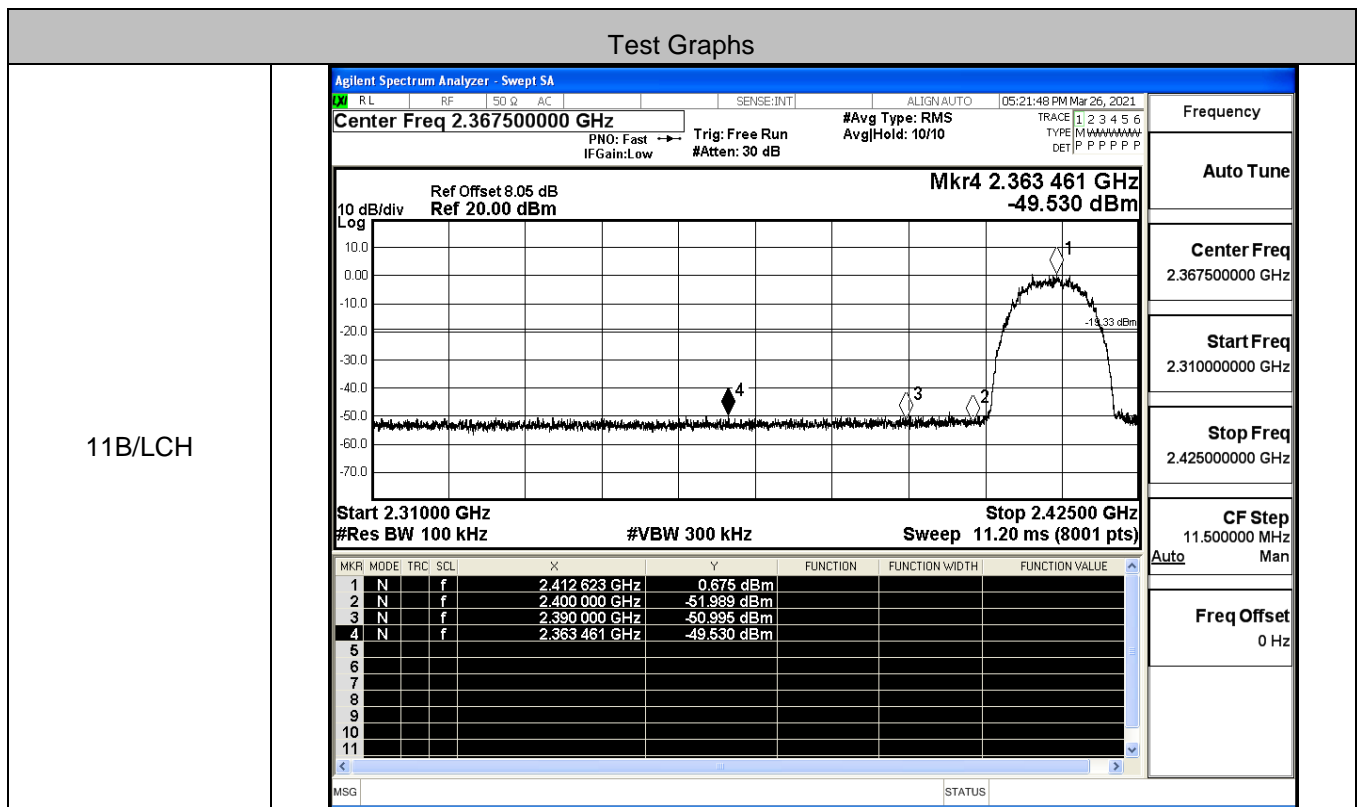 Test Graphs
11B/LCH
Agilent Spectrum Analyzer - Swept SA
LXI RL RF 50 Ω AC SENSE:INT ALIGN AUTO 05:21:48 PM Mar 26, 2021
Center Freq 2.367500000 GHz
PNO: Fast
IFGain:Low
Trig: Free Run
#Atten: 30 dB
#Avg Type: RMS
Avg|Hold: 10/10
TRACE 1 2 3 4 5 6
TYPE M W W W W W
DET P P P P P P
Mkr4 2.363 461 GHz
-49.530 dBm
Ref Offset 8.05 dB
10 dB/div Ref 20.00 dBm
Log
10.0
0.00
-10.0
-20.0
-30.0
-40.0
-50.0
-60.0
-70.0
1
-19.33 dBm
4
3
2
Start 2.31000 GHz Stop 2.42500 GHz
#Res BW 100 kHz #VBW 300 kHz Sweep 11.20 ms (8001 pts)
MKR MODE TRC SCL X Y FUNCTION FUNCTION WIDTH FUNCTION VALUE
1 N f 2.412 623 GHz 0.675 dBm
2 N f 2.400 000 GHz -51.989 dBm
3 N f 2.390 000 GHz -50.995 dBm
4 N f 2.363 461 GHz -49.530 dBm
5
6
7
8
9
10
11
MSG STATUS
Frequency
Auto Tune
Center Freq
2.367500000 GHz
Start Freq
2.310000000 GHz
Stop Freq
2.425000000 GHz
CF Step
11.500000 MHz
Auto Man
Freq Offset
0 Hz